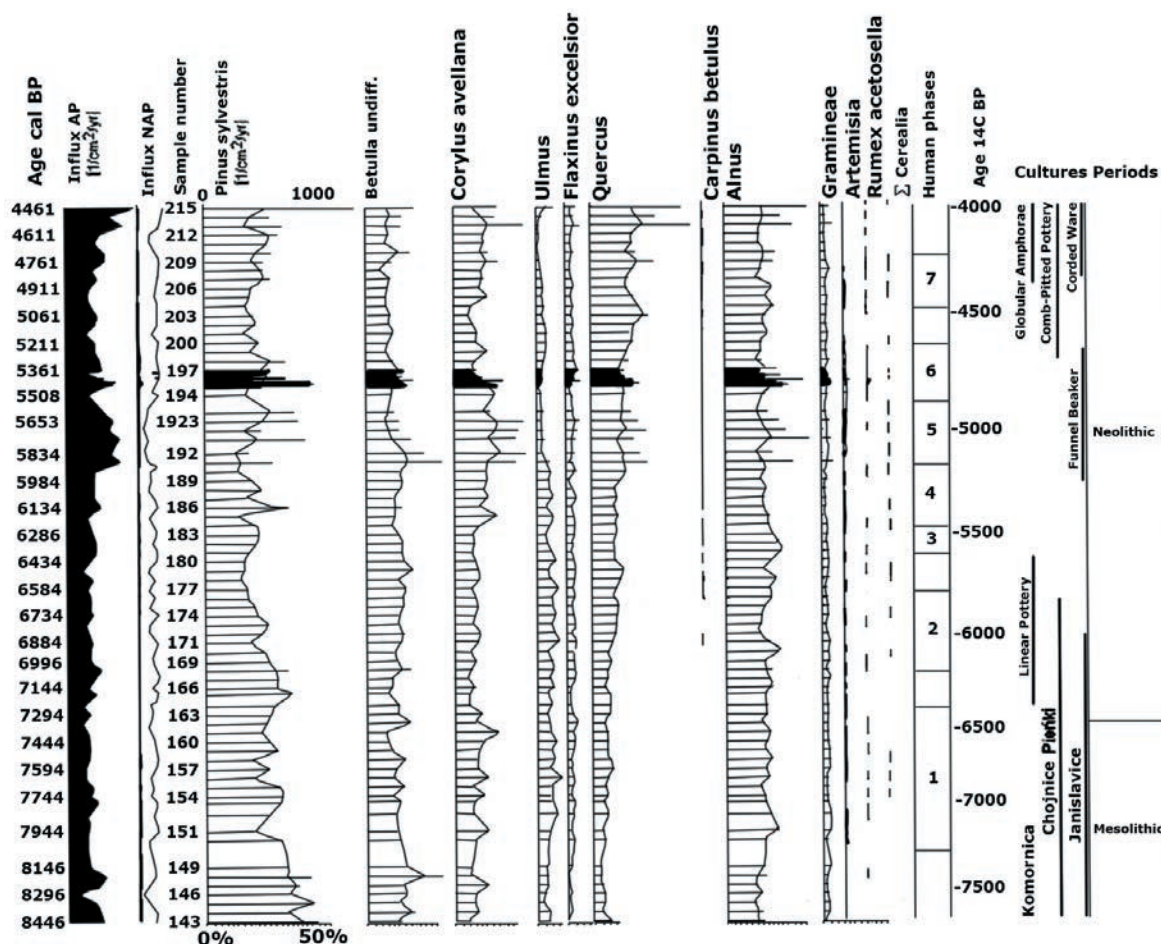 Age cal BP
Influx AP
[1/cm²/yr]
Influx NAP
Sample number
Pinus sylvestris
[1/cm²/yr]
Betulla undiff.
Corylus avellana
Ulmus
Flaxinus excelsior
Quercus
Carpinus betulus
Alnus
Gramineae
Artemisia
Rumex acetosella
Σ Cerealia
Human phases
Age 14C BP
Cultures Periods
0 1000
4461 215 -4000
4611 212
4761 209
4911 206 7
5061 203 -4500
5211 200
5361 197 6
5508 194
5653 1923 5 -5000
5834 192
5984 189 4
6134 186
6286 183 3 -5500
6434 180
6584 177
6734 174
6884 171 2 -6000
6996 169
7144 166
7294 163
7444 160 -6500
7594 157 1
7744 154 -7000
7944 151
8146 149
8296 146 -7500
8446 143
0% 50%
Globular Amphorae
Comb-Pitted Pottery
Corded Ware
Funnel Beaker
Neolithic
Linear Pottery
Chojnice
Janislavice
Komornica
Mesolithic